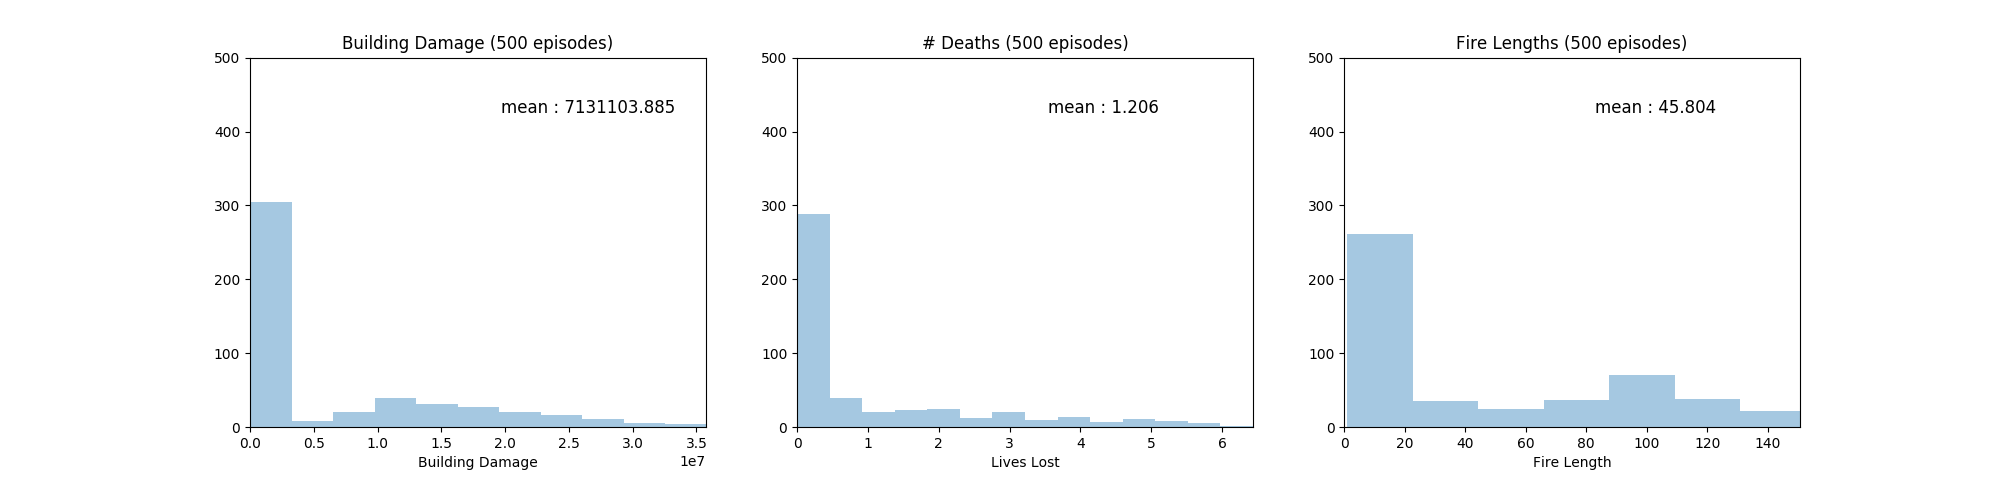 Building Damage (500 episodes)
500
400
300
200
100
0
mean : 7131103.885
0.0 0.5 1.0 1.5 2.0 2.5 3.0 3.5
1e7
Building Damage
# Deaths (500 episodes)
500
400
300
200
100
0
mean : 1.206
0 1 2 3 4 5 6
Lives Lost
Fire Lengths (500 episodes)
500
400
300
200
100
0
mean : 45.804
0 20 40 60 80 100 120 140
Fire Length